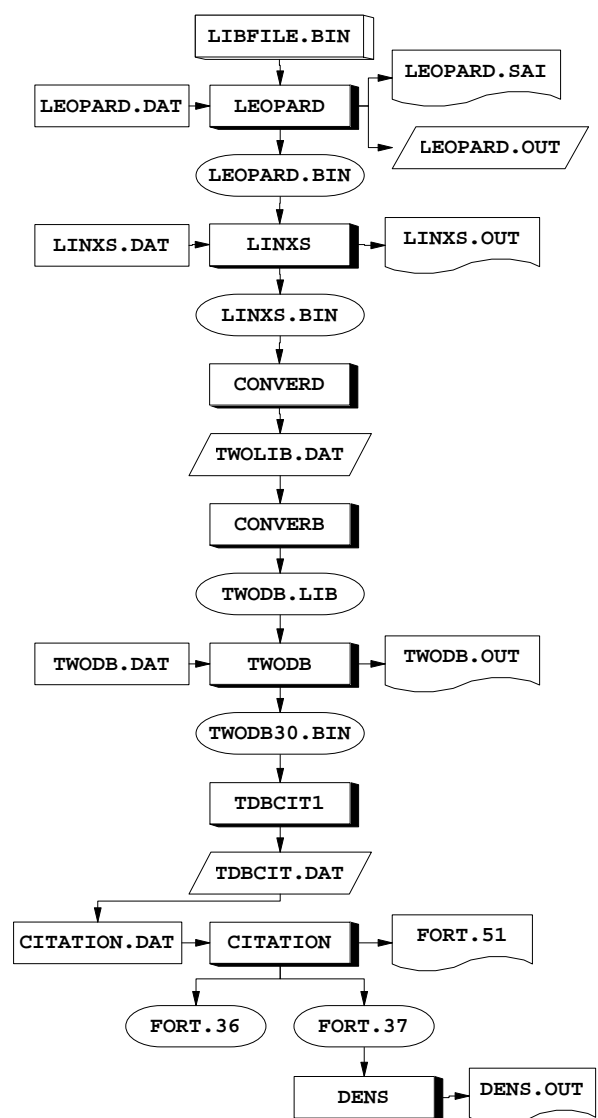 LIBFILE.BIN
LEOPARD.SAI
LEOPARD.DAT
LEOPARD
LEOPARD.OUT
LEOPARD.BIN
LINXS.DAT
LINXS
LINXS.OUT
LINXS.BIN
CONVERD
TWOLIB.DAT
CONVERB
TWODB.LIB
TWODB.DAT
TWODB
TWODB.OUT
TWODB30.BIN
TDBCIT1
TDBCIT.DAT
CITATION.DAT
CITATION
FORT.51
FORT.36
FORT.37
DENS
DENS.OUT